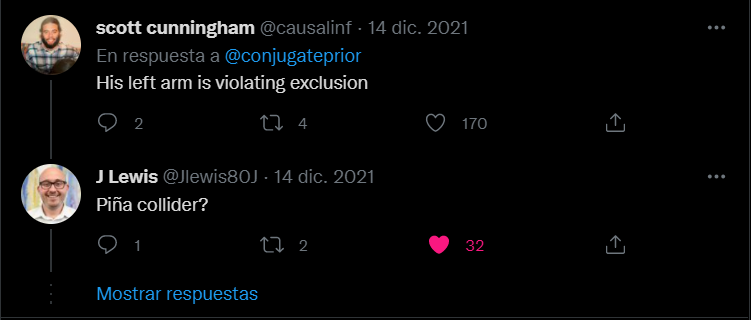 scott cunningham @causalinf · 14 dic. 2021
En respuesta a @conjugateprior
His left arm is violating exclusion
2 4 170
J Lewis @Jlewis80J · 14 dic. 2021
Piña collider?
1 2 32
Mostrar respuestas